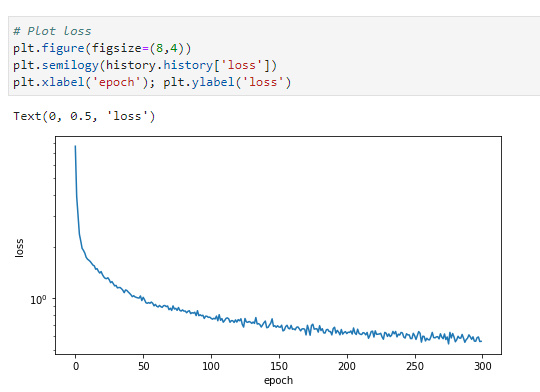 # Plot loss
plt.figure(figsize=(8,4))
plt.semilogy(history.history['loss'])
plt.xlabel('epoch'); plt.ylabel('loss')
Text(0, 0.5, 'loss')
loss
10⁰
0 50 100 150 200 250 300
epoch